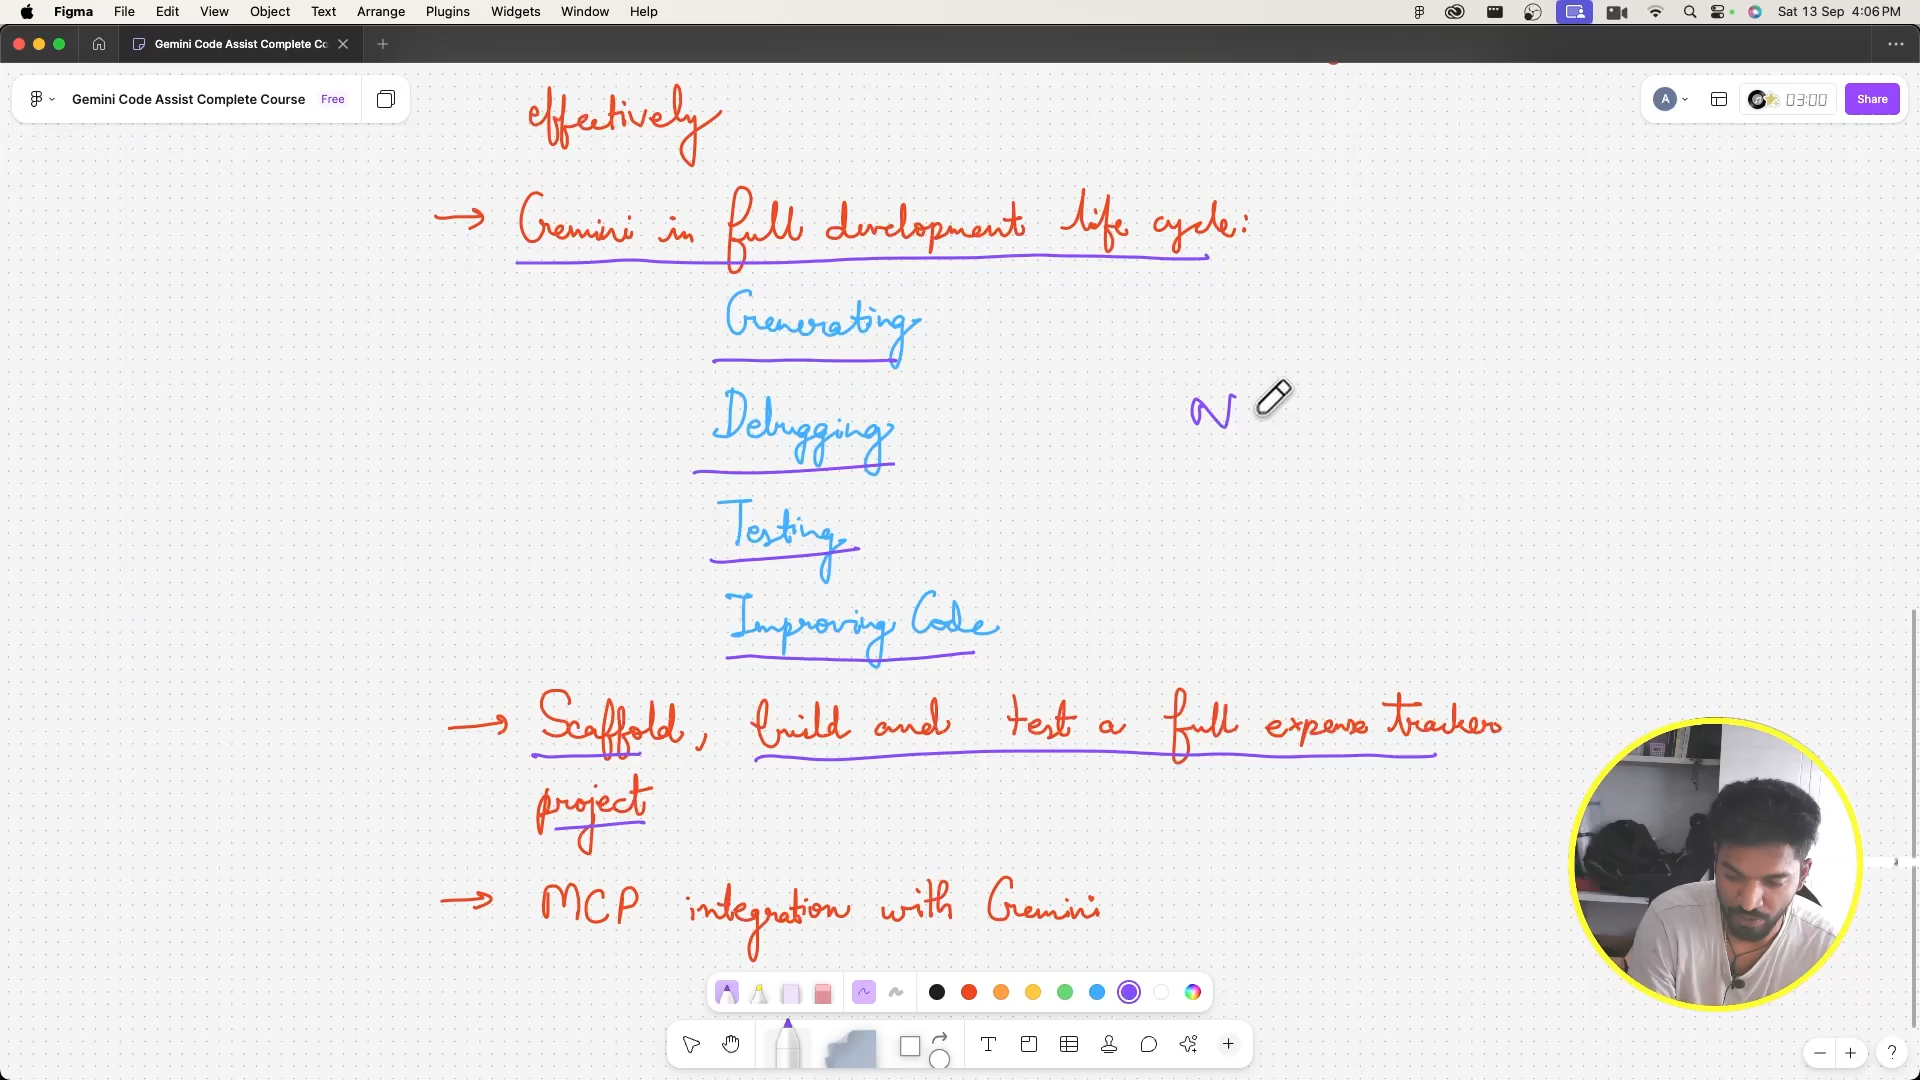 Figma File Edit View Object Text Arrange Plugins Widgets Window Help Sat 13 Sep 4:06 PM
Gemini Code Assist Complete Co
Gemini Code Assist Complete Course Free A 03:00 Share
effectively
→ Gemini in full development life cycle:
Generating
Debugging
N
Testing
Improving Code
→ Scaffold, build and test a full expense tracker
project
→ MCP integration with Gemini